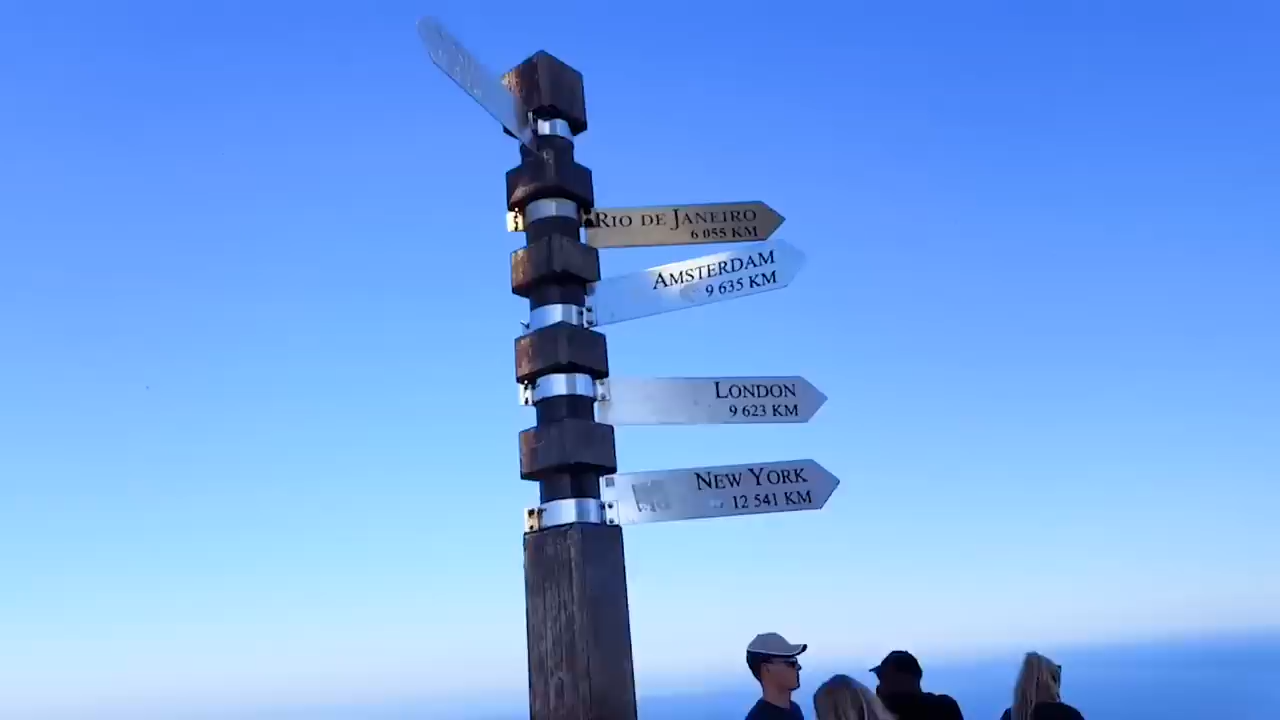 RIO DE JANEIRO
6 055 KM
AMSTERDAM
9 635 KM
LONDON
9 623 KM
NEW YORK
12 541 KM